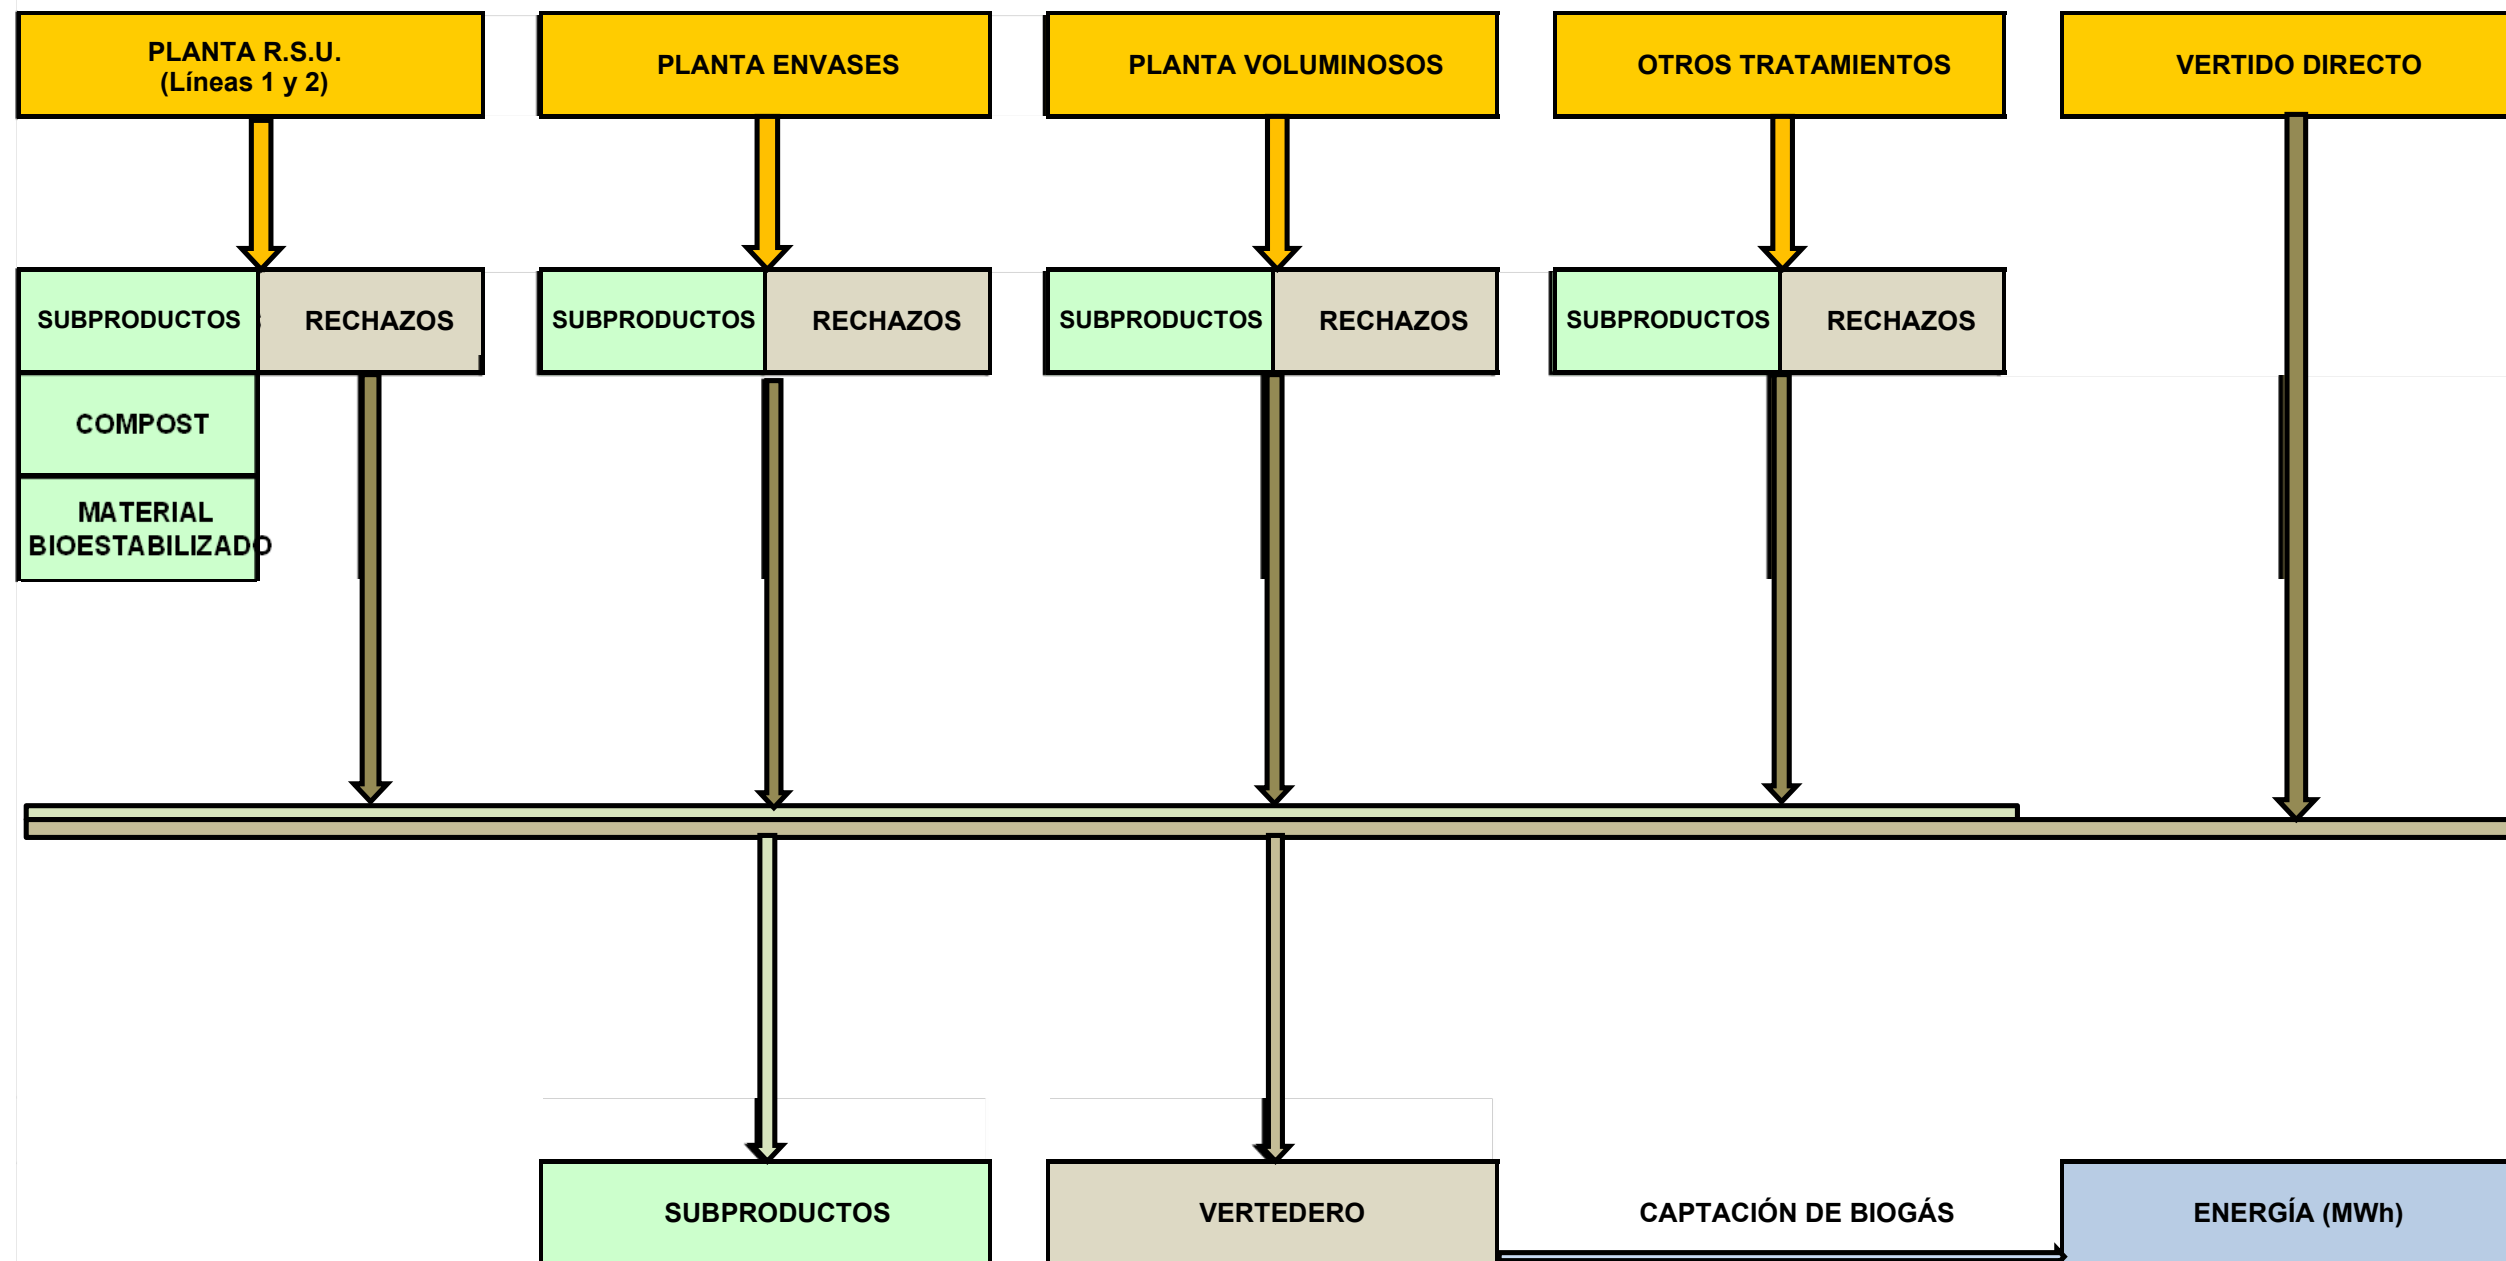 PLANTA R.S.U.
(Líneas 1 y 2)
PLANTA ENVASES
PLANTA VOLUMINOSOS
OTROS TRATAMIENTOS
VERTIDO DIRECTO
SUBPRODUCTOS
RECHAZOS
SUBPRODUCTOS
RECHAZOS
SUBPRODUCTOS
RECHAZOS
SUBPRODUCTOS
RECHAZOS
COMPOST
MATERIAL
BIOESTABILIZADO
SUBPRODUCTOS
VERTEDERO
CAPTACIÓN DE BIOGÁS
ENERGÍA (MWh)